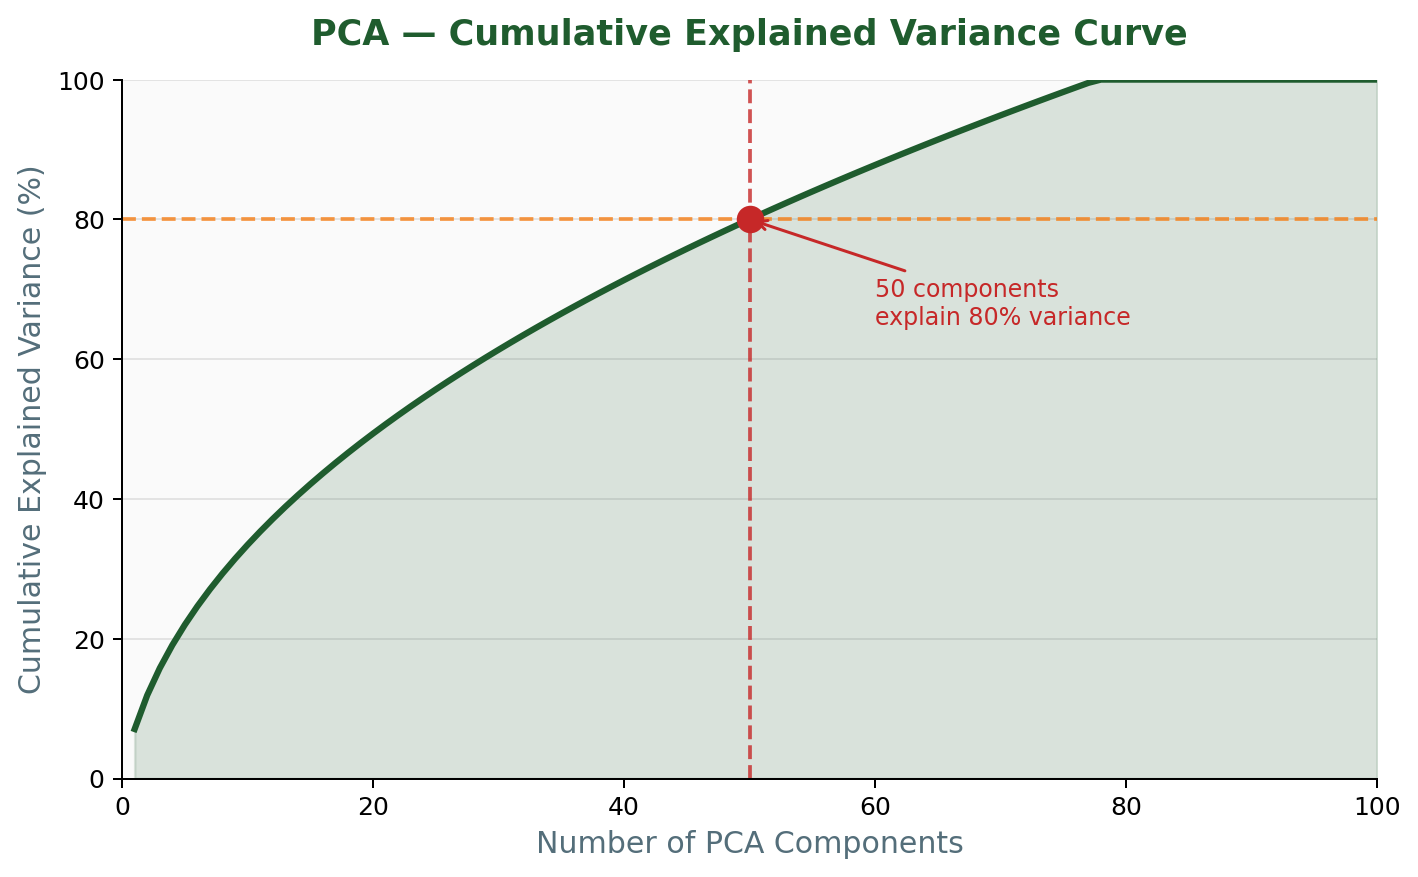 PCA — Cumulative Explained Variance Curve
Cumulative Explained Variance (%)
100
80
60
40
20
0
50 components
explain 80% variance
0 20 40 60 80 100
Number of PCA Components